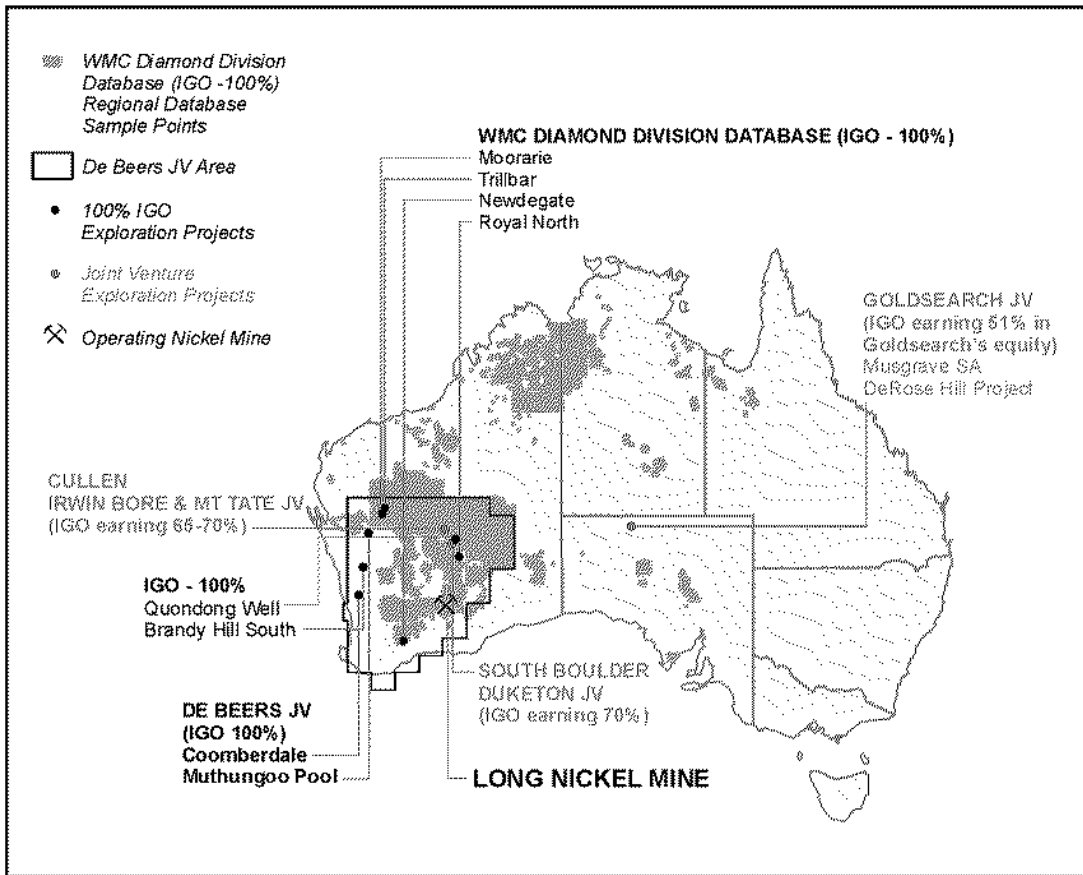 WMC Diamond Division
Database (IGO -100%)
Regional Database
Sample Points
De Beers JV Area
100% IGO
Exploration Projects
Joint Venture
Exploration Projects
Operating Nickel Mine
WMC DIAMOND DIVISION DATABASE (IGO - 100%)
Moorarie
Trillbar
Newdegate
Royal North
GOLDSEARCH JV
(IGO earning 51% in
Goldsearch's equity)
Musgrave SA
DeRose Hill Project
CULLEN
IRWIN BORE & MT TATE JV
(IGO earning 65-70%)
IGO - 100%
Quondong Well
Brandy Hill South
SOUTH BOULDER
DUKETON JV
(IGO earning 70%)
DE BEERS JV
(IGO 100%)
Coomberdale
Muthungoo Pool
LONG NICKEL MINE